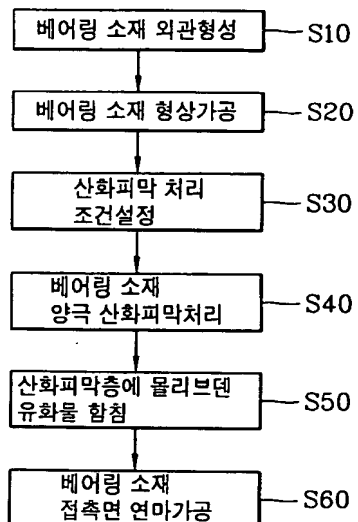 베어링 소재 외관형성
S10
베어링 소재 형상가공
S20
산화피막 처리
조건설정
S30
베어링 소재
양극 산화피막처리
S40
산화피막층에 몰리브덴
유화물 함침
S50
베어링 소재
접촉면 연마가공
S60